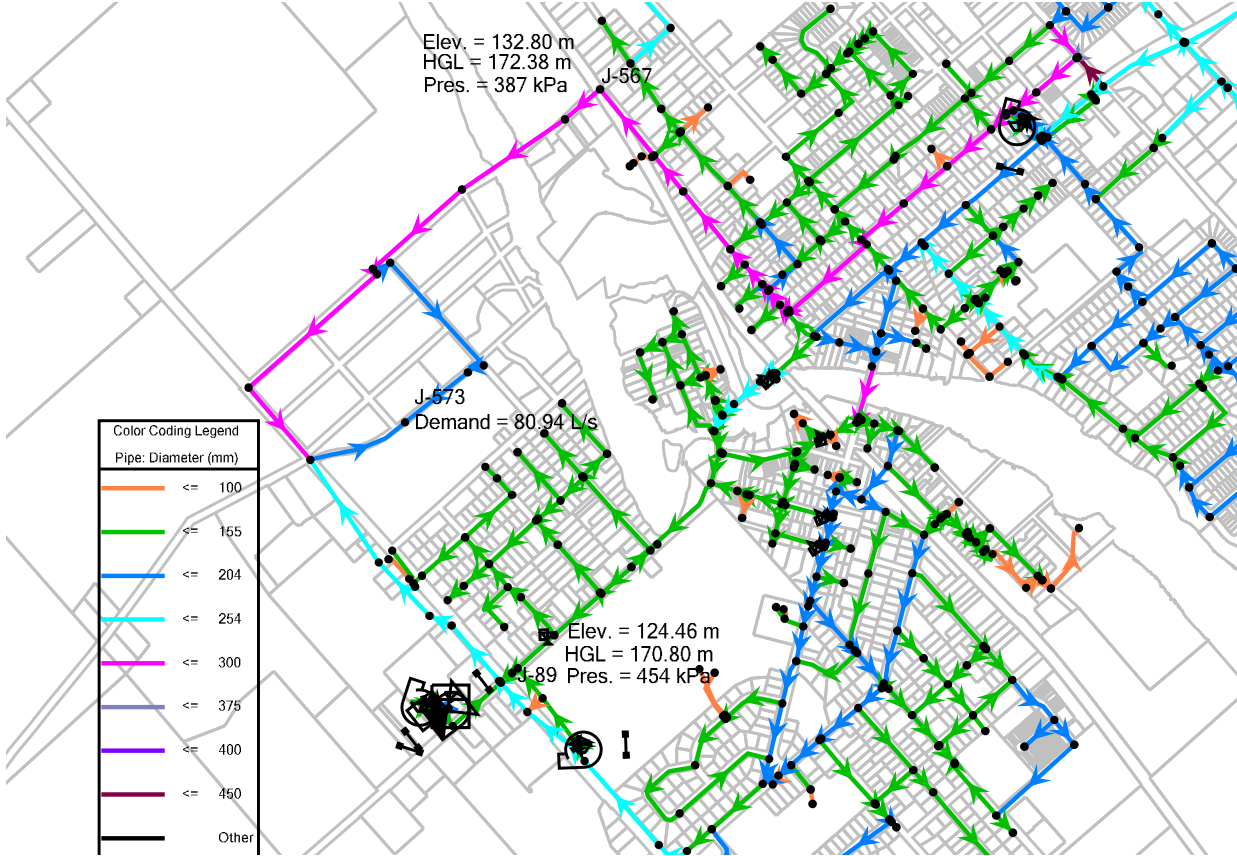 Elev. = 132.80 m
HGL = 172.38 m
Pres. = 387 kPa
J-567
J-573
Demand = 80.94 L/s
Color Coding Legend
Pipe: Diameter (mm)
<= 100
<= 155
<= 204
<= 254
<= 300
<= 375
<= 400
<= 450
Other
Elev. = 124.46 m
HGL = 170.80 m
Pres. = 454 kPa
J-89